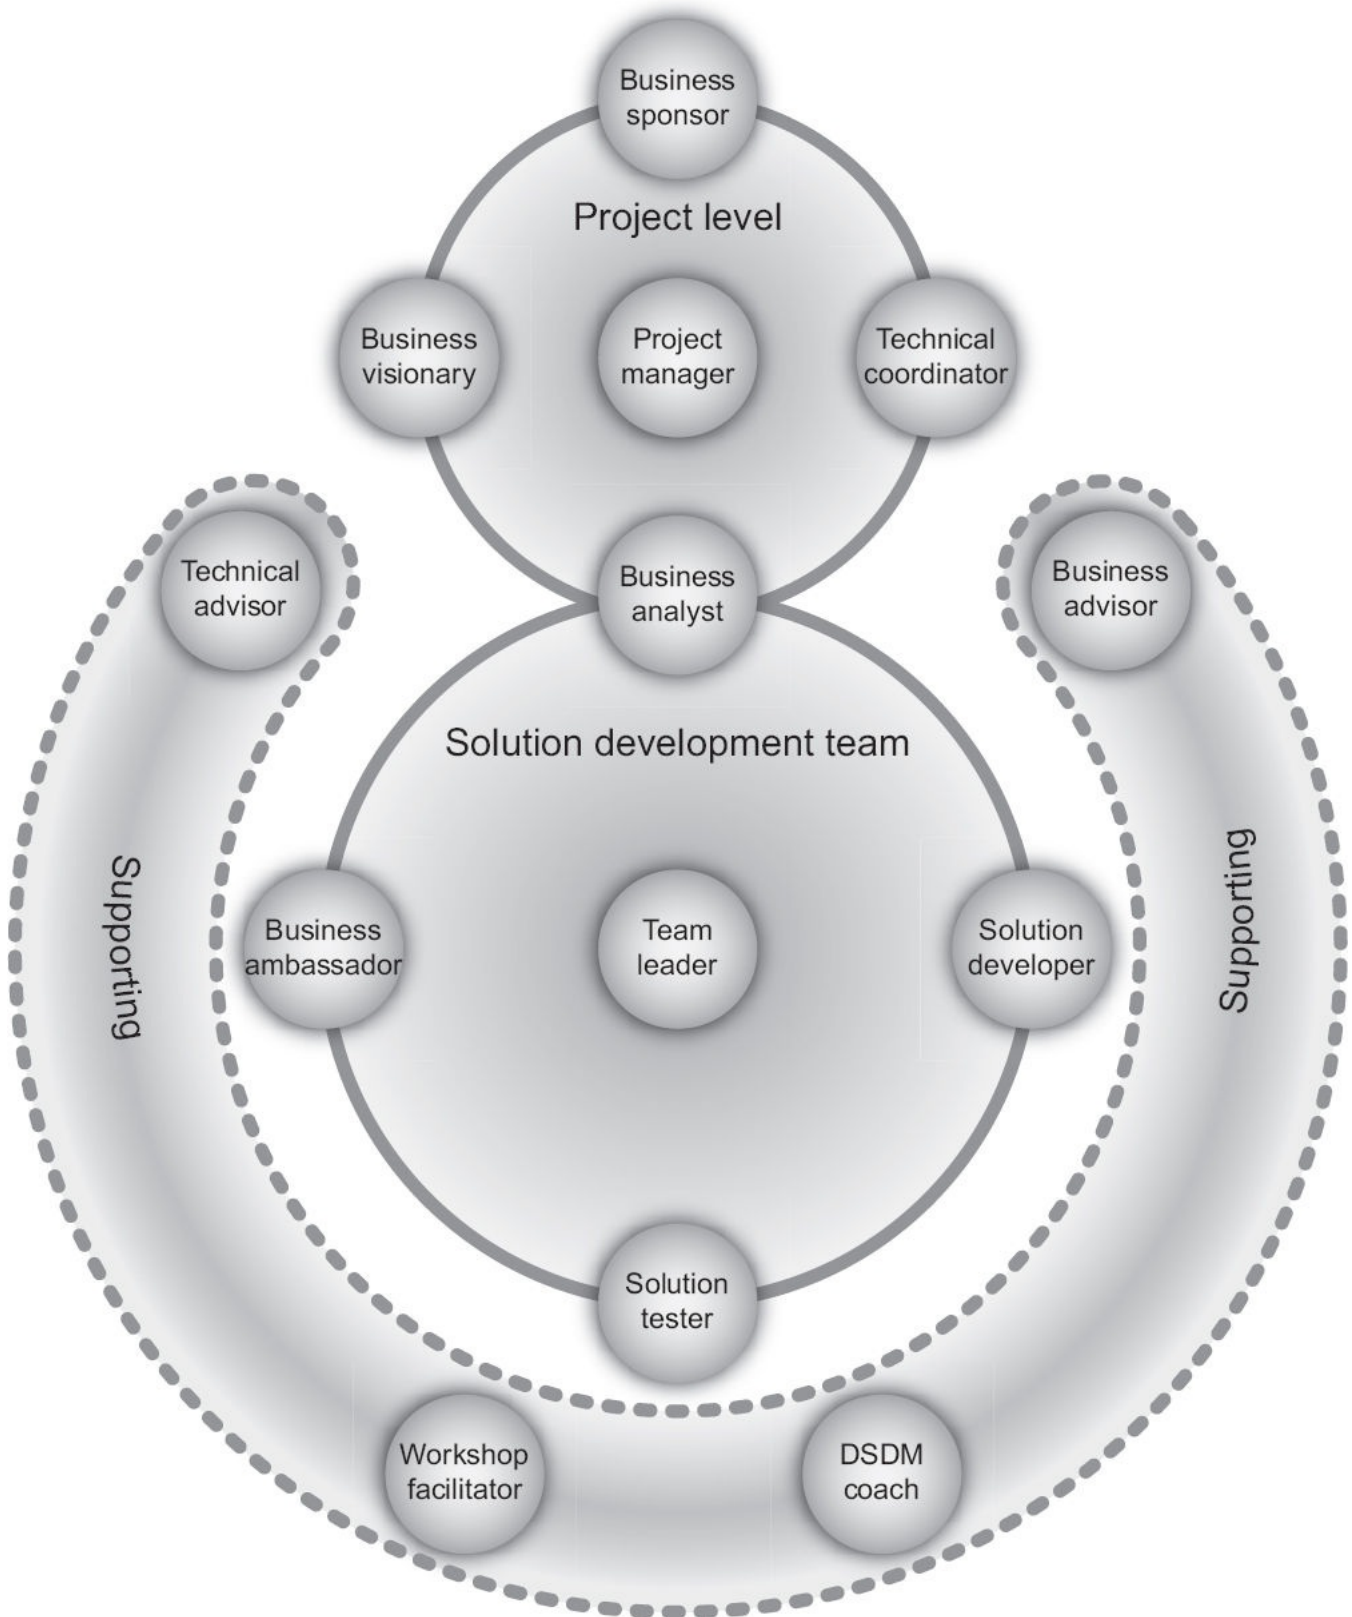 Business
sponsor
Project level
Business
visionary
Project
manager
Technical
coordinator
Technical
advisor
Business
analyst
Business
advisor
Solution development team
Supporting
Supporting
Business
ambassador
Team
leader
Solution
developer
Solution
tester
Workshop
facilitator
DSDM
coach